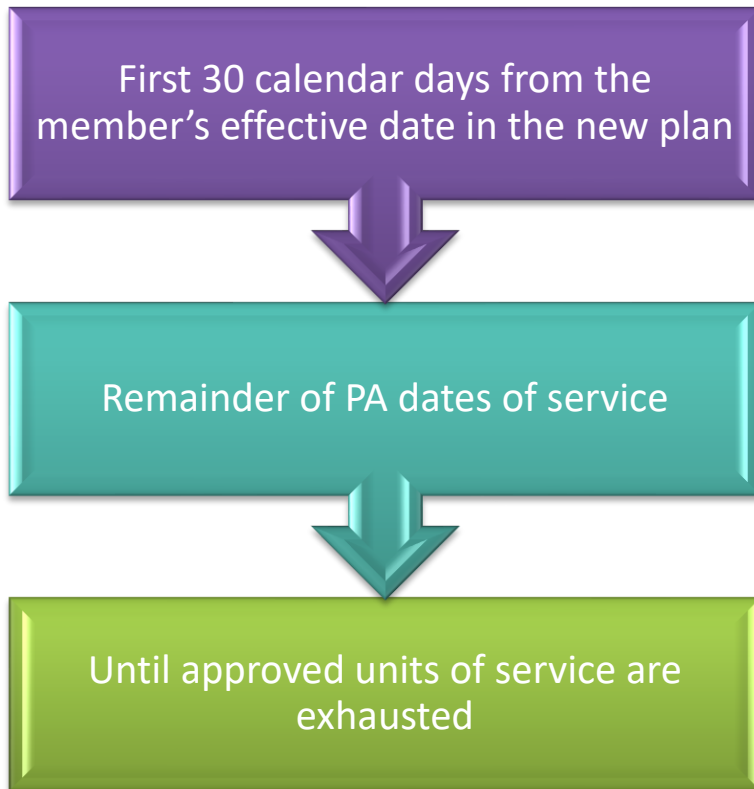 First 30 calendar days from the
member’s effective date in the new plan
Remainder of PA dates of service
Until approved units of service are
exhausted